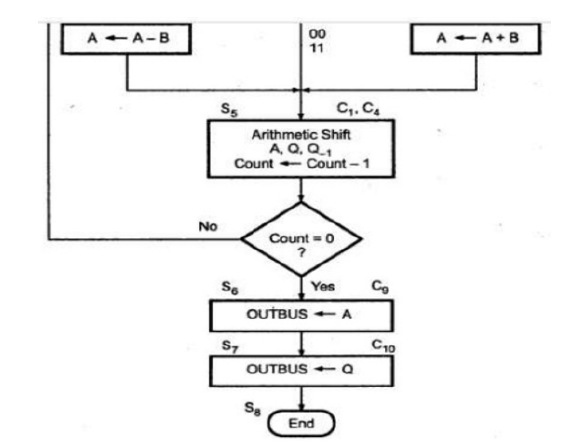 A ← A – B
00
11
A ← A + B
S5
C1, C4
Arithmetic Shift
A, Q, Q–1
Count ← Count – 1
No
Count = 0
?
S6
Yes
C9
OUTBUS ← A
S7
C10
OUTBUS ← Q
S8
End